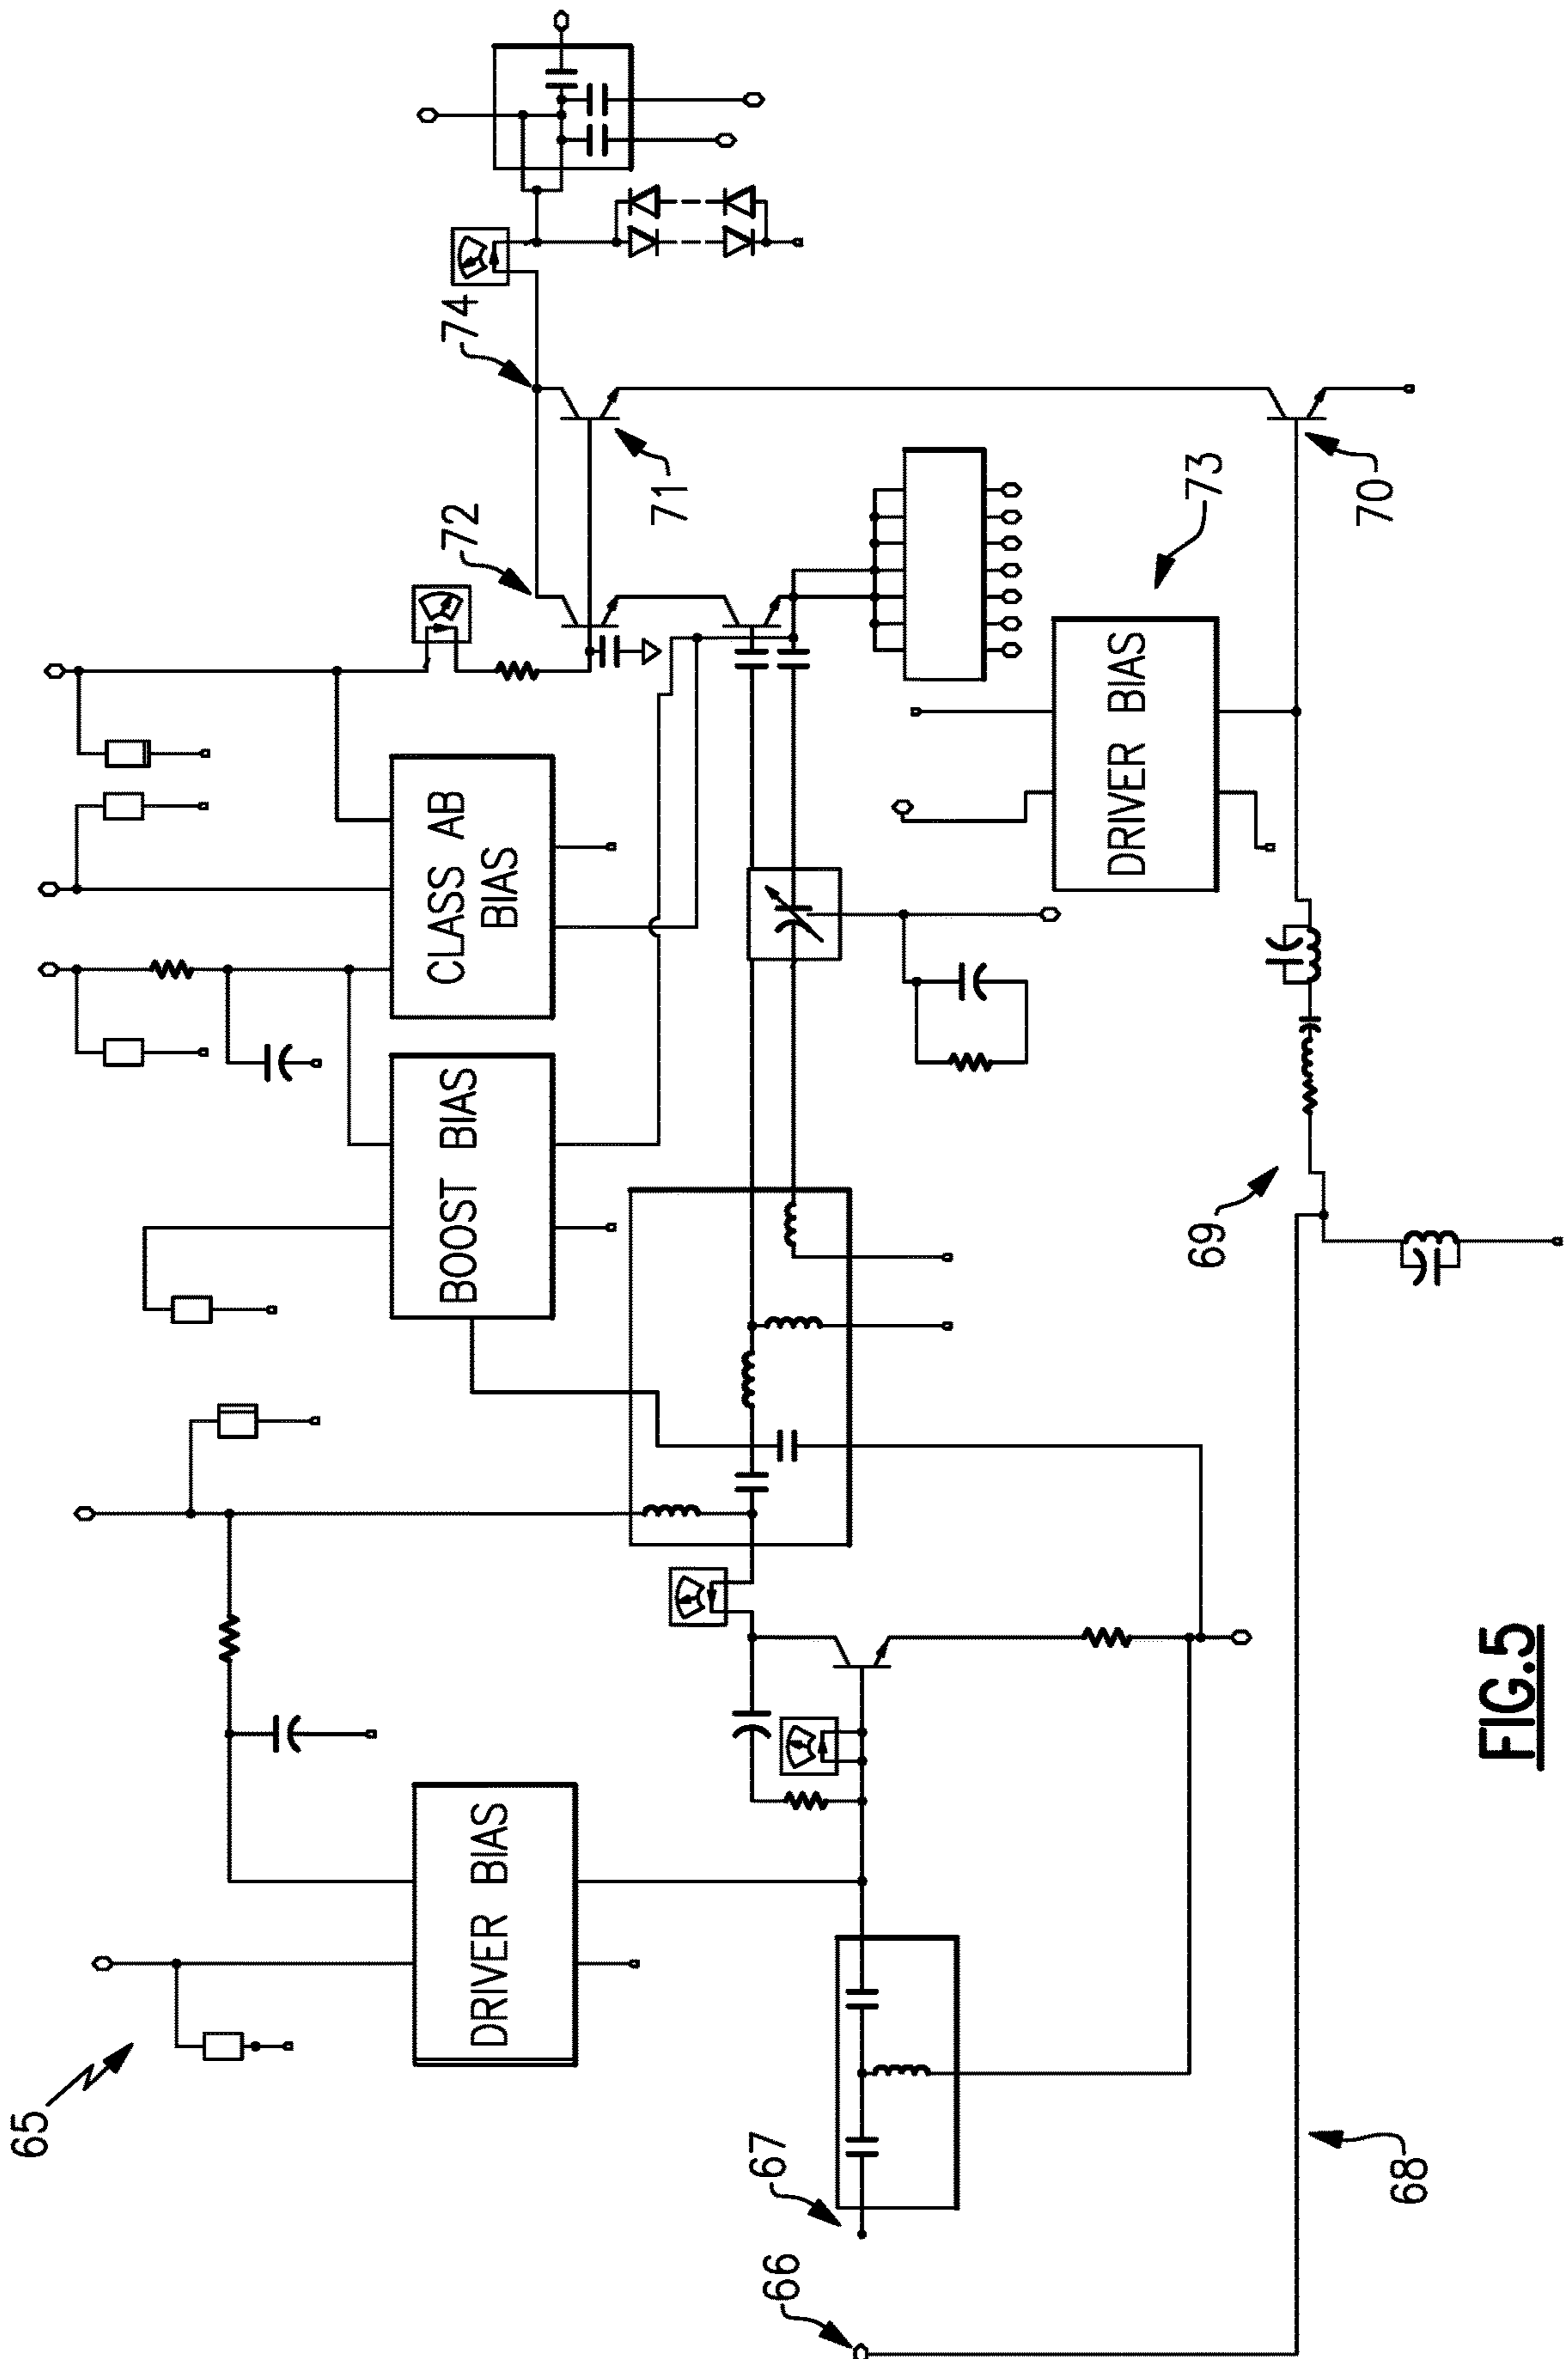 65
66
67
68
69
70
71
72
73
74
DRIVER BIAS
BOOST BIAS
CLASS AB
BIAS
DRIVER BIAS
FIG.5